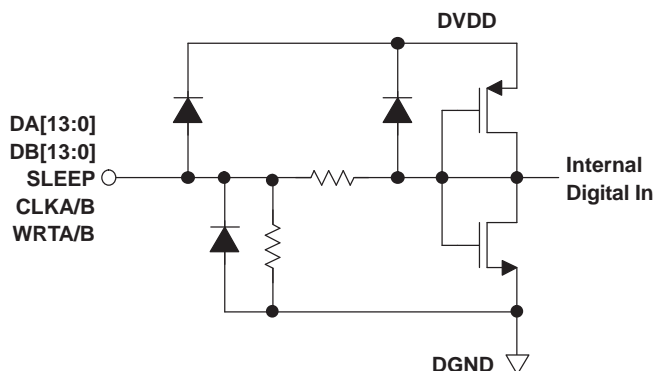 DVDD
DA[13:0]
DB[13:0]
SLEEP
CLKA/B
WRTA/B
Internal
Digital In
DGND